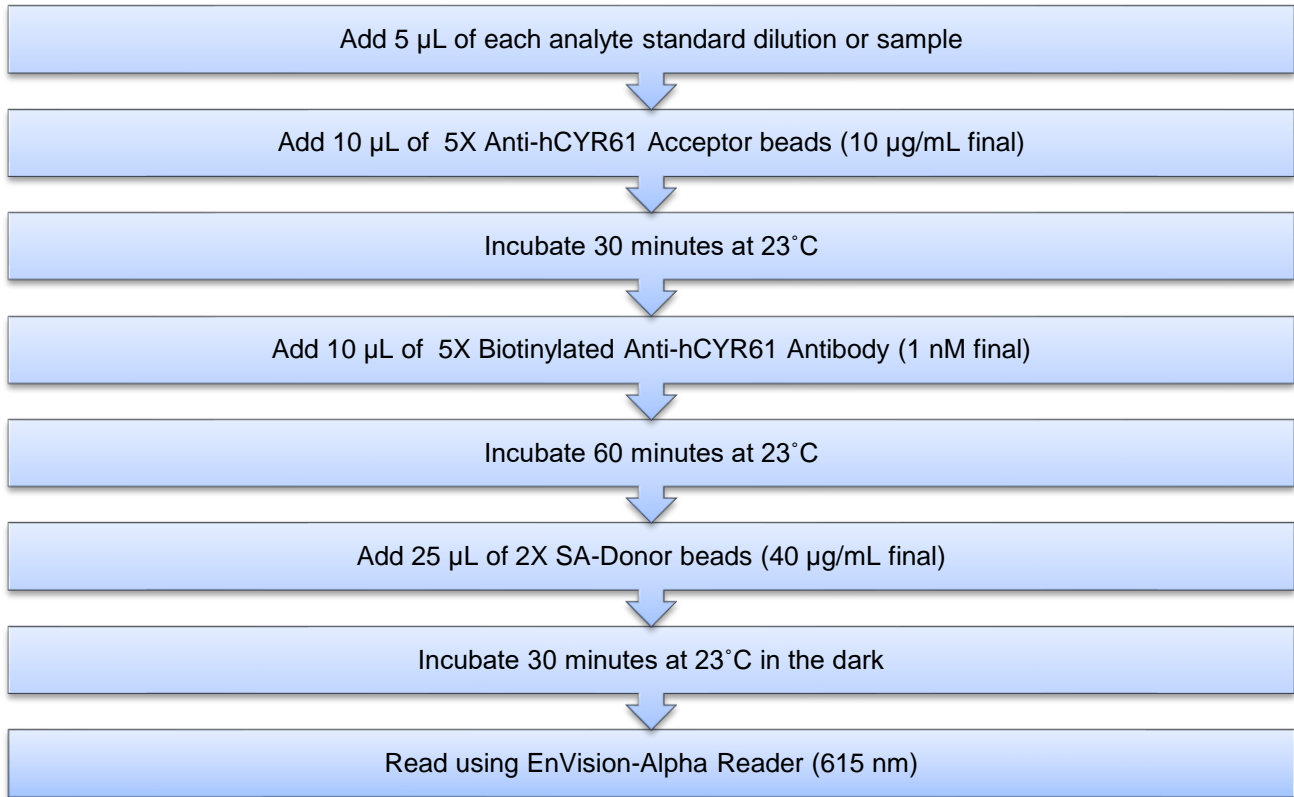 Add 5 µL of each analyte standard dilution or sample
Add 10 µL of 5X Anti-hCYR61 Acceptor beads (10 µg/mL final)
Incubate 30 minutes at 23˚C
Add 10 µL of 5X Biotinylated Anti-hCYR61 Antibody (1 nM final)
Incubate 60 minutes at 23˚C
Add 25 µL of 2X SA-Donor beads (40 µg/mL final)
Incubate 30 minutes at 23˚C in the dark
Read using EnVision-Alpha Reader (615 nm)